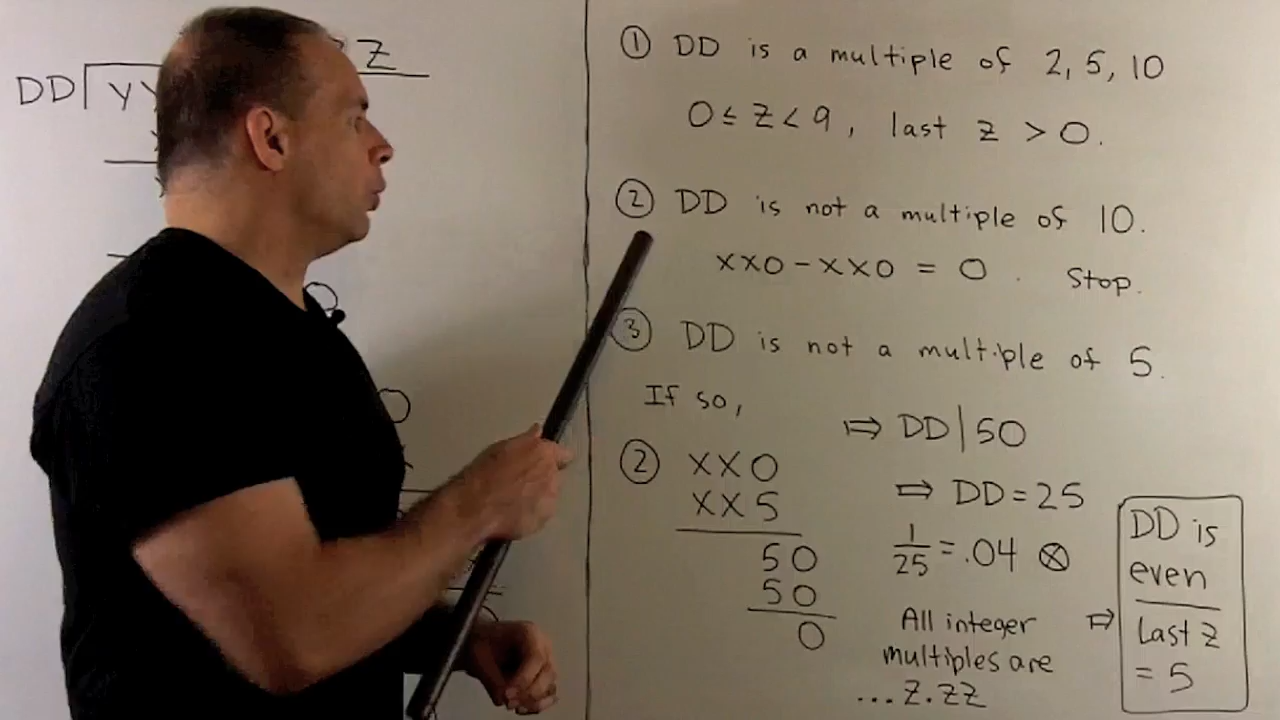 Z
DD YY
① DD is a multiple of 2, 5, 10
0 ≤ Z < 9, last z > 0.
② DD is not a multiple of 10.
XX0 - XX0 = 0. Stop.
③ DD is not a multiple of 5.
If so,
② XX0
XX5
50
50
0
⇒ DD | 50
⇒ DD = 25
1/25 = .04 ⊗
All integer
multiples are
...Z.ZZ
⇒
DD is
even
Last z
= 5